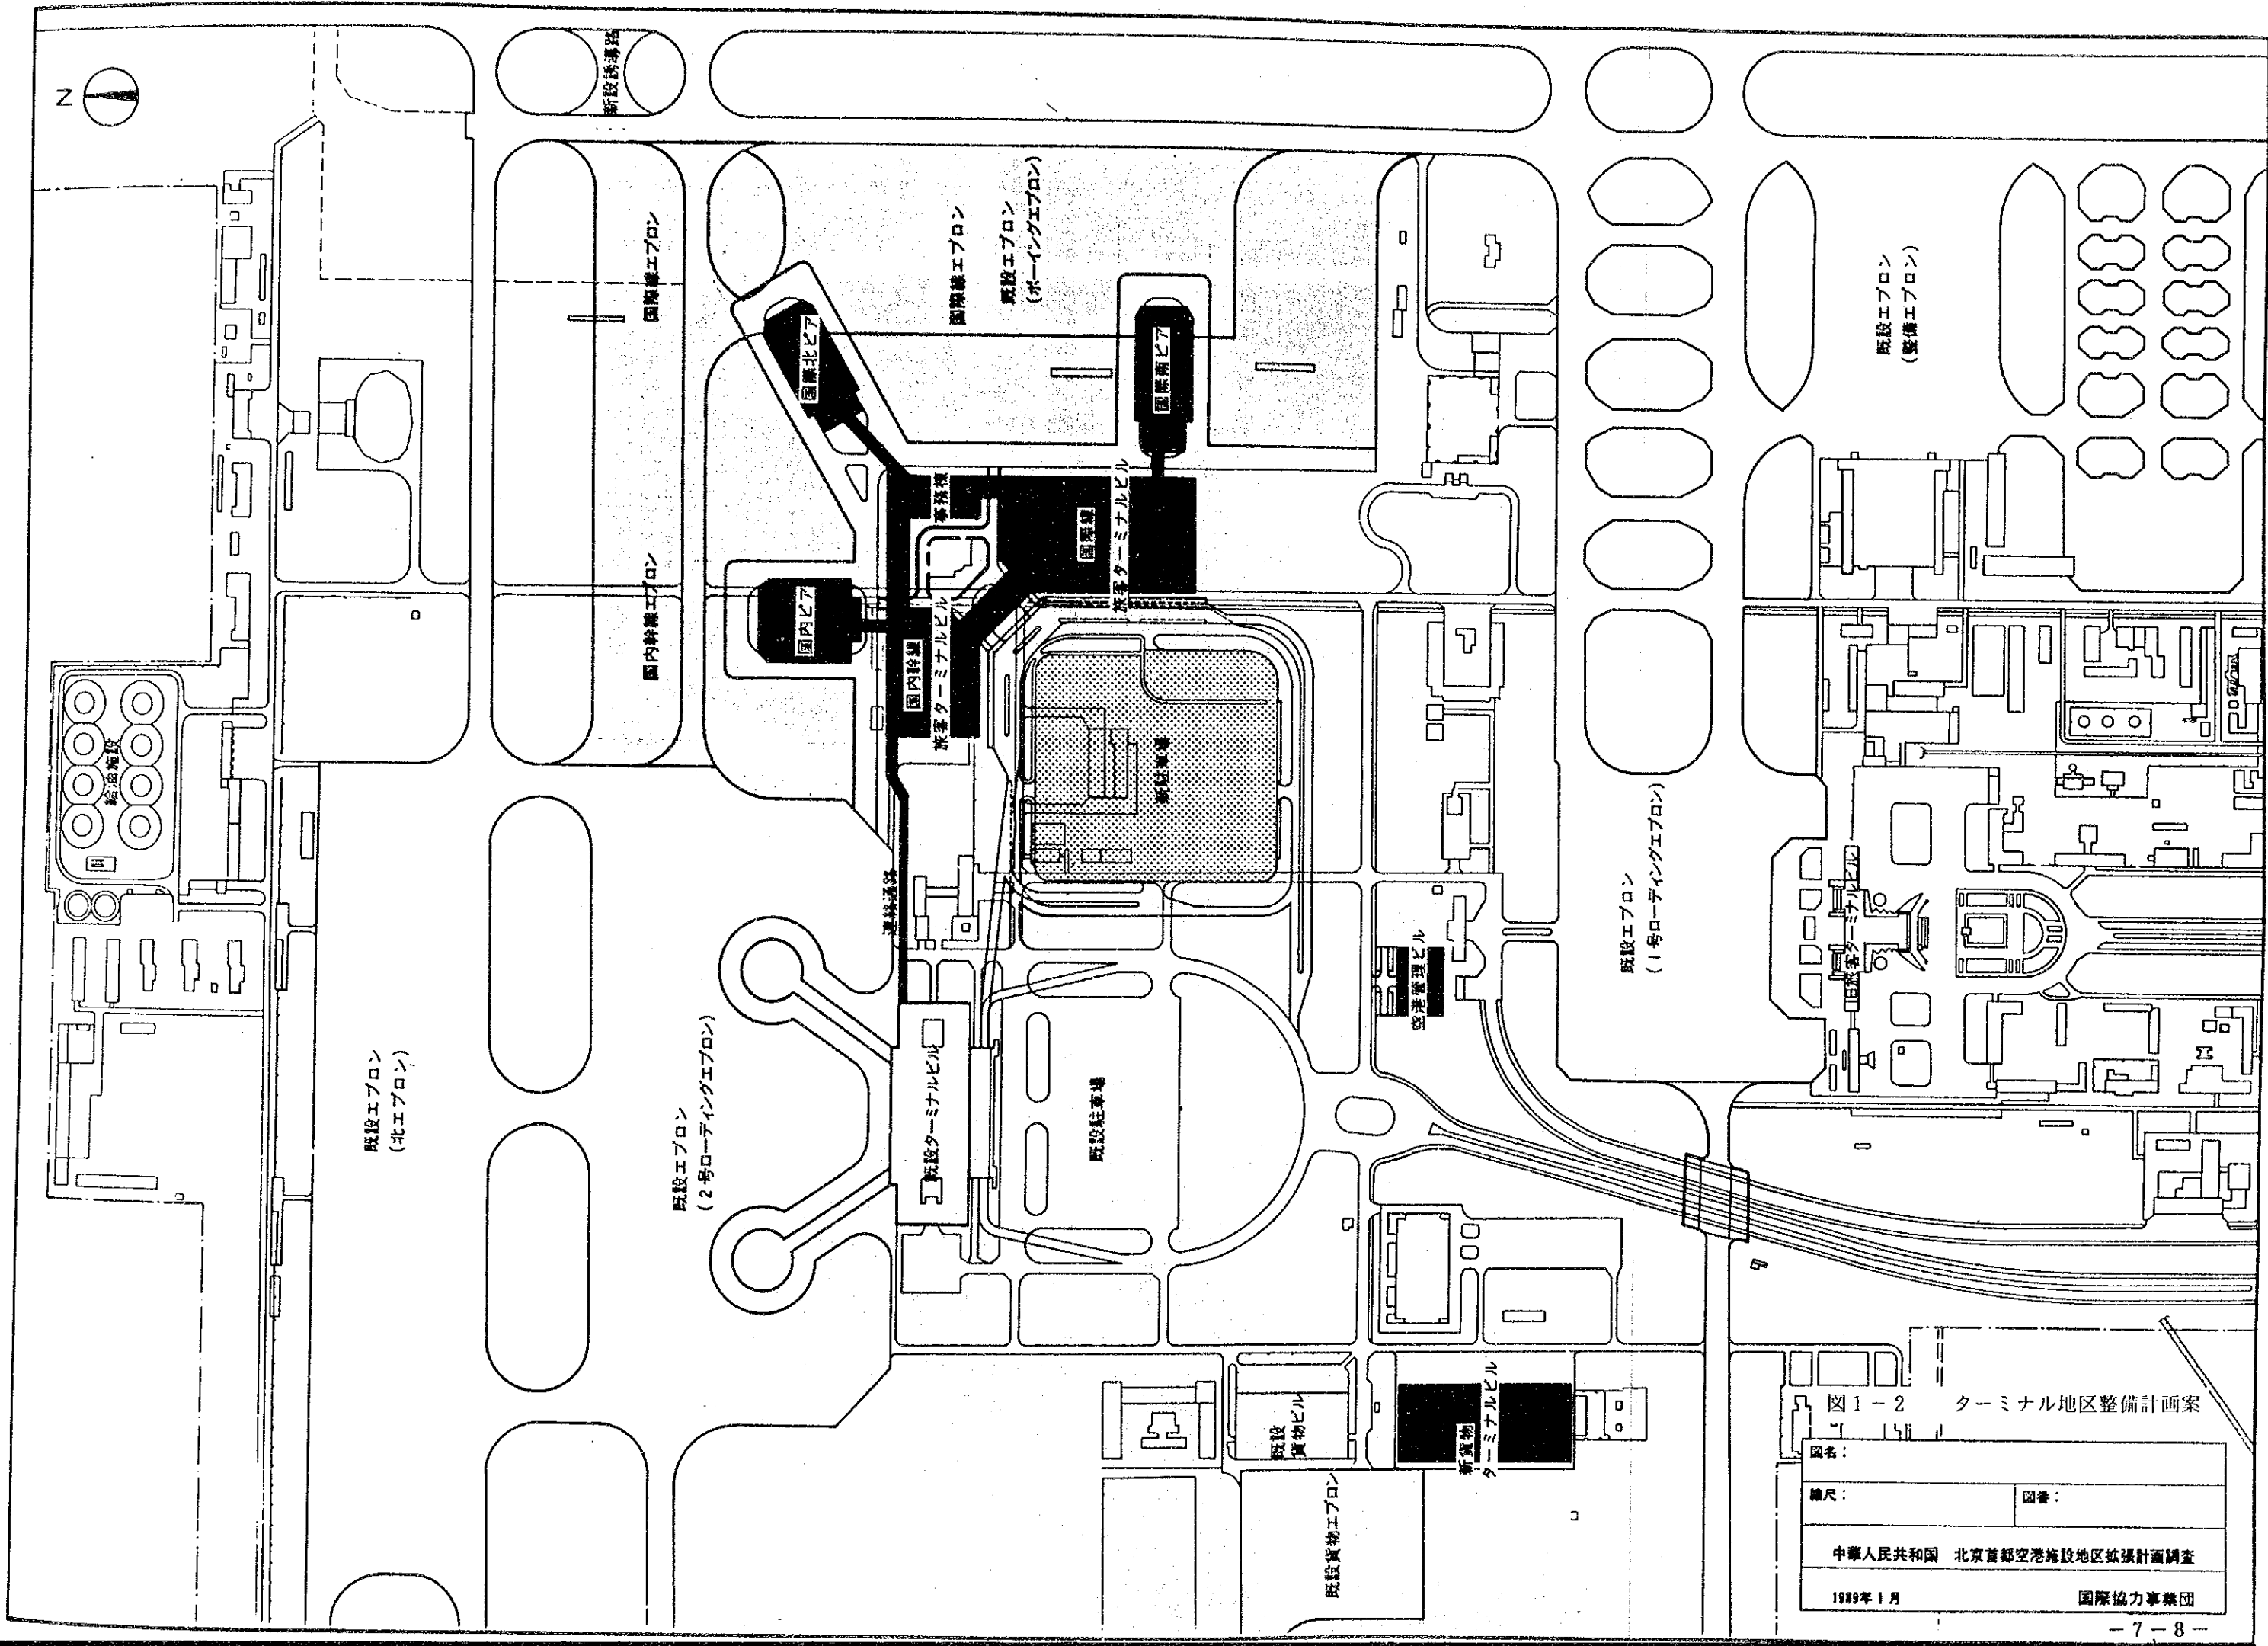 N
新設誘導路
国際線エプロン
国際線エプロン
既設エプロン
(ボーイングエプロン)
既設エプロン
(整備エプロン)
国際北ピア
国際南ピア
事務棟
国際線
旅客ターミナルビル
国内幹線エプロン
国内ピア
国内幹線
旅客ターミナルビル
給油施設
新駐車場
連絡通路
既設エプロン
(1号ローディングエプロン)
旧旅客ターミナルビル
空港管理ビル
既設エプロン
(北エプロン)
既設エプロン
(2号ローディングエプロン)
既設ターミナルビル
既設駐車場
既設
貨物ビル
新貨物
ターミナルビル
既設貨物エプロン
図1-2 ターミナル地区整備計画案
図名:
縮尺:
図番:
中華人民共和国 北京首都空港施設地区拡張計画調査
1989年1月 国際協力事業団
-7-8-